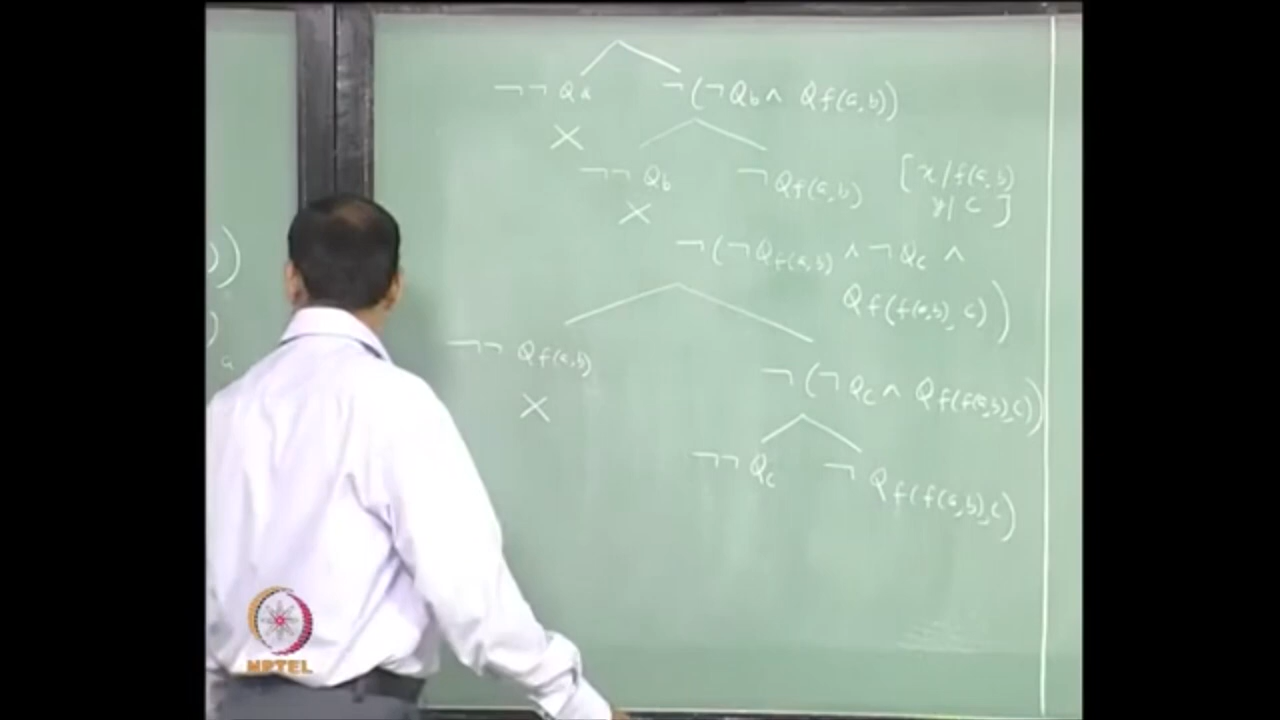 ¬¬Qa ¬(¬Qb ∧ Qf(a,b))
×
¬¬Qb ¬Qf(a,b) [x/f(a,b)
y/c]
×
¬(¬Qf(a,b) ∧ ¬Qc ∧
Qf(f(a,b), c))
¬¬Qf(a,b)
×
¬(¬Qc ∧ Qf(f(a,b),c))
¬¬Qc ¬Qf(f(a,b),c)
))
)
a
NPTEL